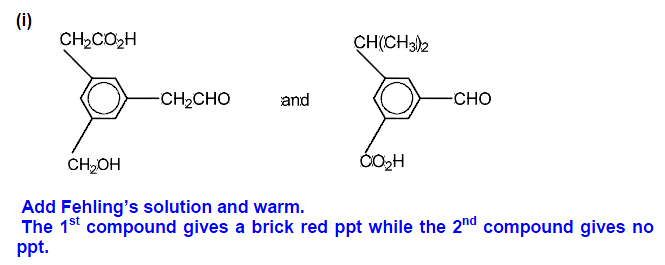 (i)
CH₂CO₂H CH(CH₃)₂
CH₂CHO and CHO
CH₂OH CO₂H
Add Fehling's solution and warm.
The 1ˢᵗ compound gives a brick red ppt while the 2ⁿᵈ compound gives no
ppt.